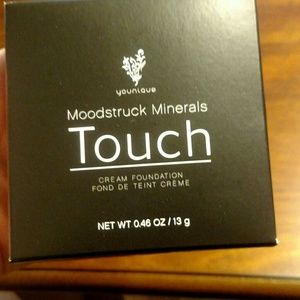 younique
Moodstruck Minerals
Touch
CREAM FOUNDATION
FOND DE TEINT CRÈME
NET WT 0.46 OZ / 13 g